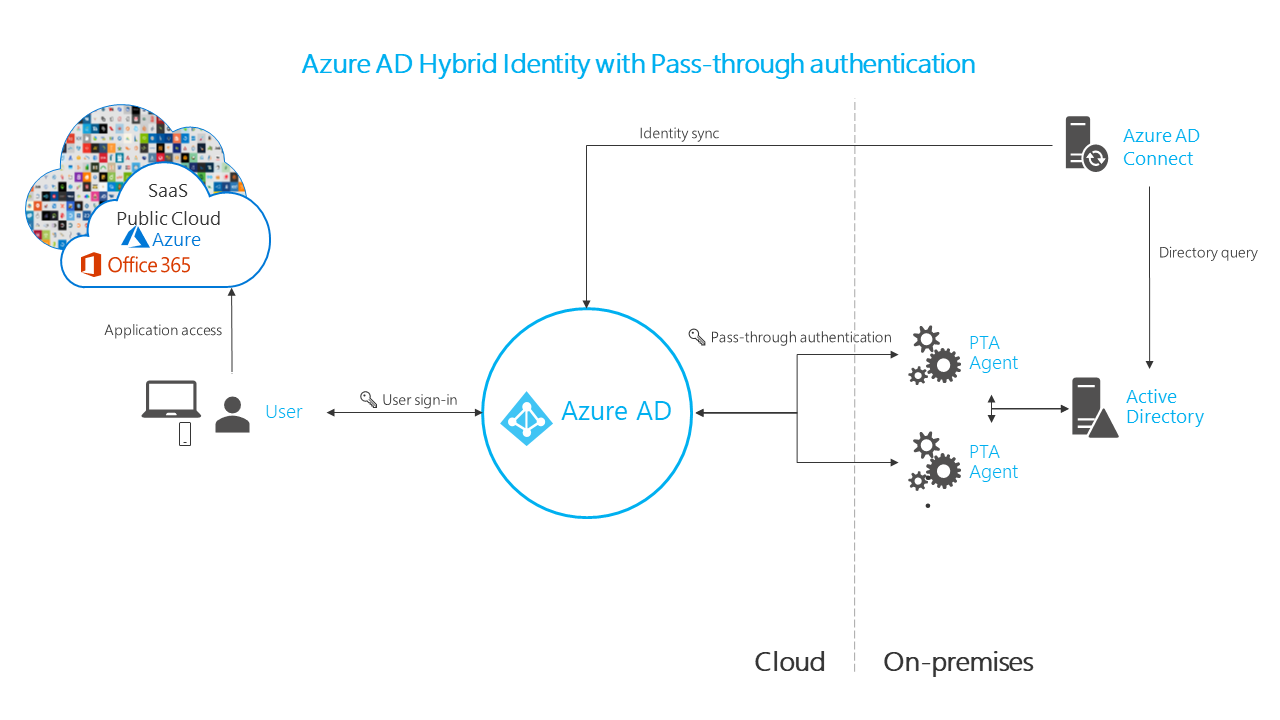 Azure AD Hybrid Identity with Pass-through authentication
Identity sync
Azure AD
Connect
SaaS
Public Cloud
Azure
Office 365
Directory query
Application access
Pass-through authentication
PTA
Agent
User sign-in
User
Azure AD
Active
Directory
PTA
Agent
Cloud
On-premises